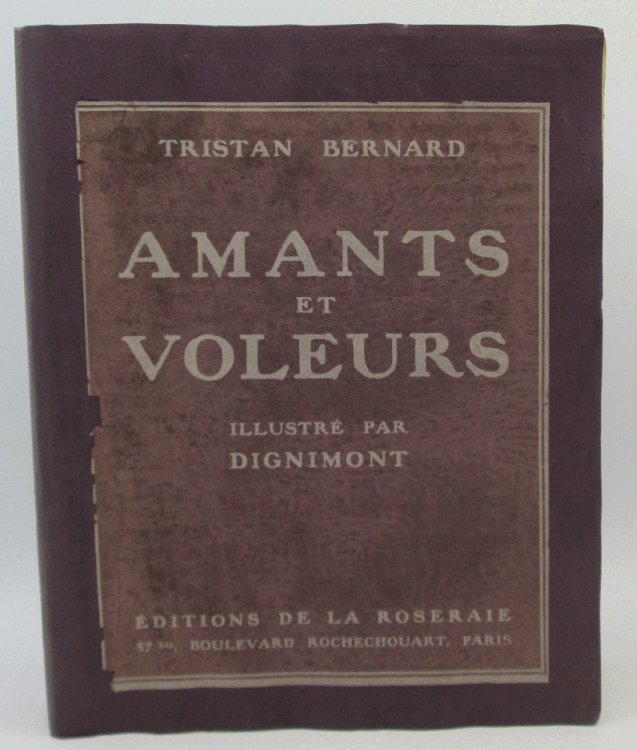 TRISTAN BERNARD
AMANTS
ET
VOLEURS
ILLUSTRÉ PAR
DIGNIMONT
ÉDITIONS DE LA ROSERAIE
57 bis, BOULEVARD ROCHECHOUART, PARIS